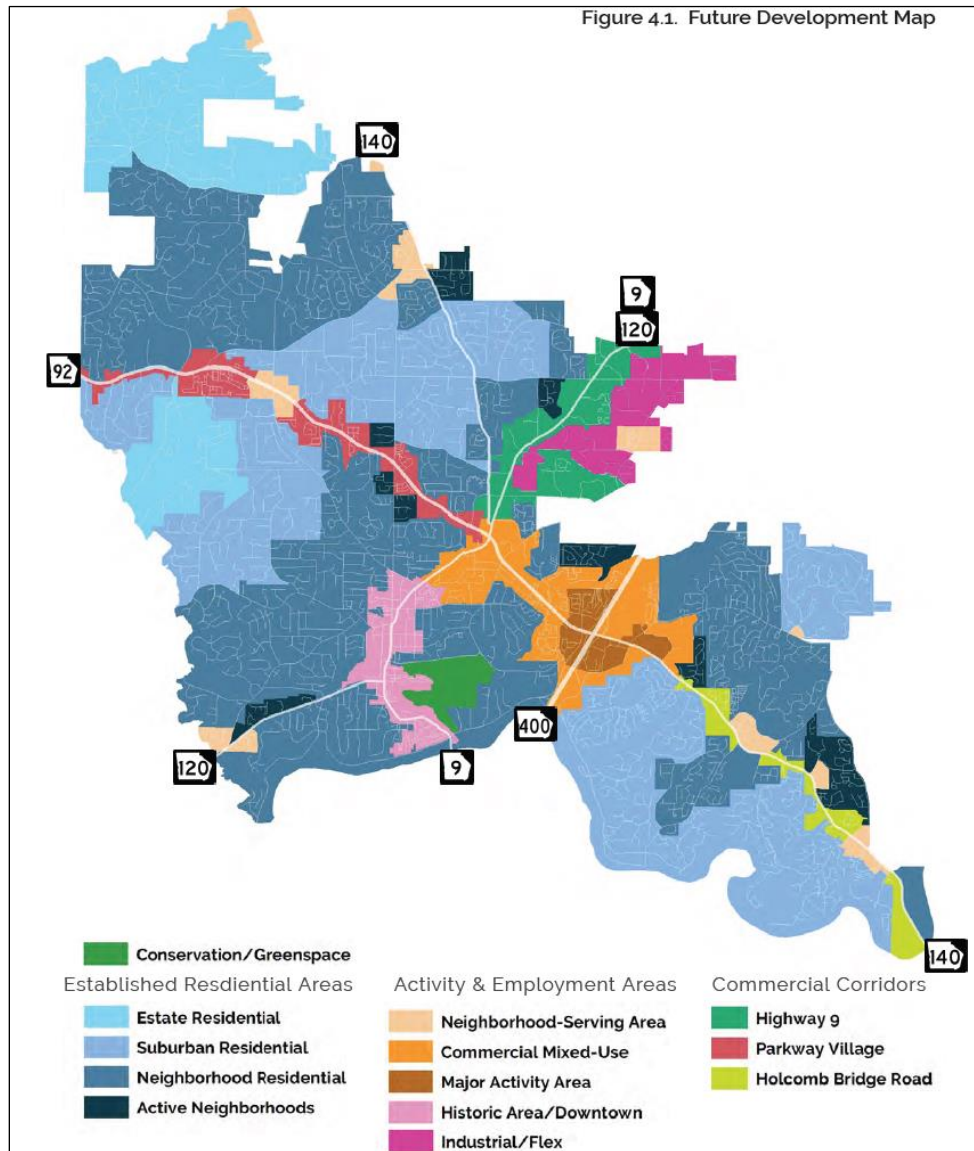 Figure 4.1. Future Development Map
140
9
120
92
400
120
9
140
Conservation/Greenspace
Established Resdiential Areas
Estate Residential
Suburban Residential
Neighborhood Residential
Active Neighborhoods
Activity & Employment Areas
Neighborhood-Serving Area
Commercial Mixed-Use
Major Activity Area
Historic Area/Downtown
Industrial/Flex
Commercial Corridors
Highway 9
Parkway Village
Holcomb Bridge Road